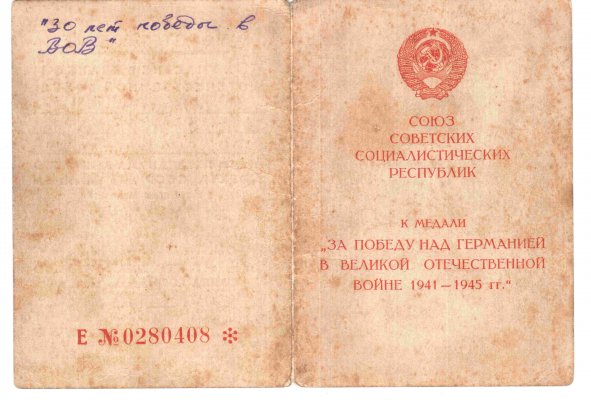 "30 лет победы в
ВОВ"
Е №0280408 *
СОЮЗ
СОВЕТСКИХ
СОЦИАЛИСТИЧЕСКИХ
РЕСПУБЛИК
К МЕДАЛИ
„ЗА ПОБЕДУ НАД ГЕРМАНИЕЙ
В ВЕЛИКОЙ ОТЕЧЕСТВЕННОЙ
ВОЙНЕ 1941—1945 гг.“